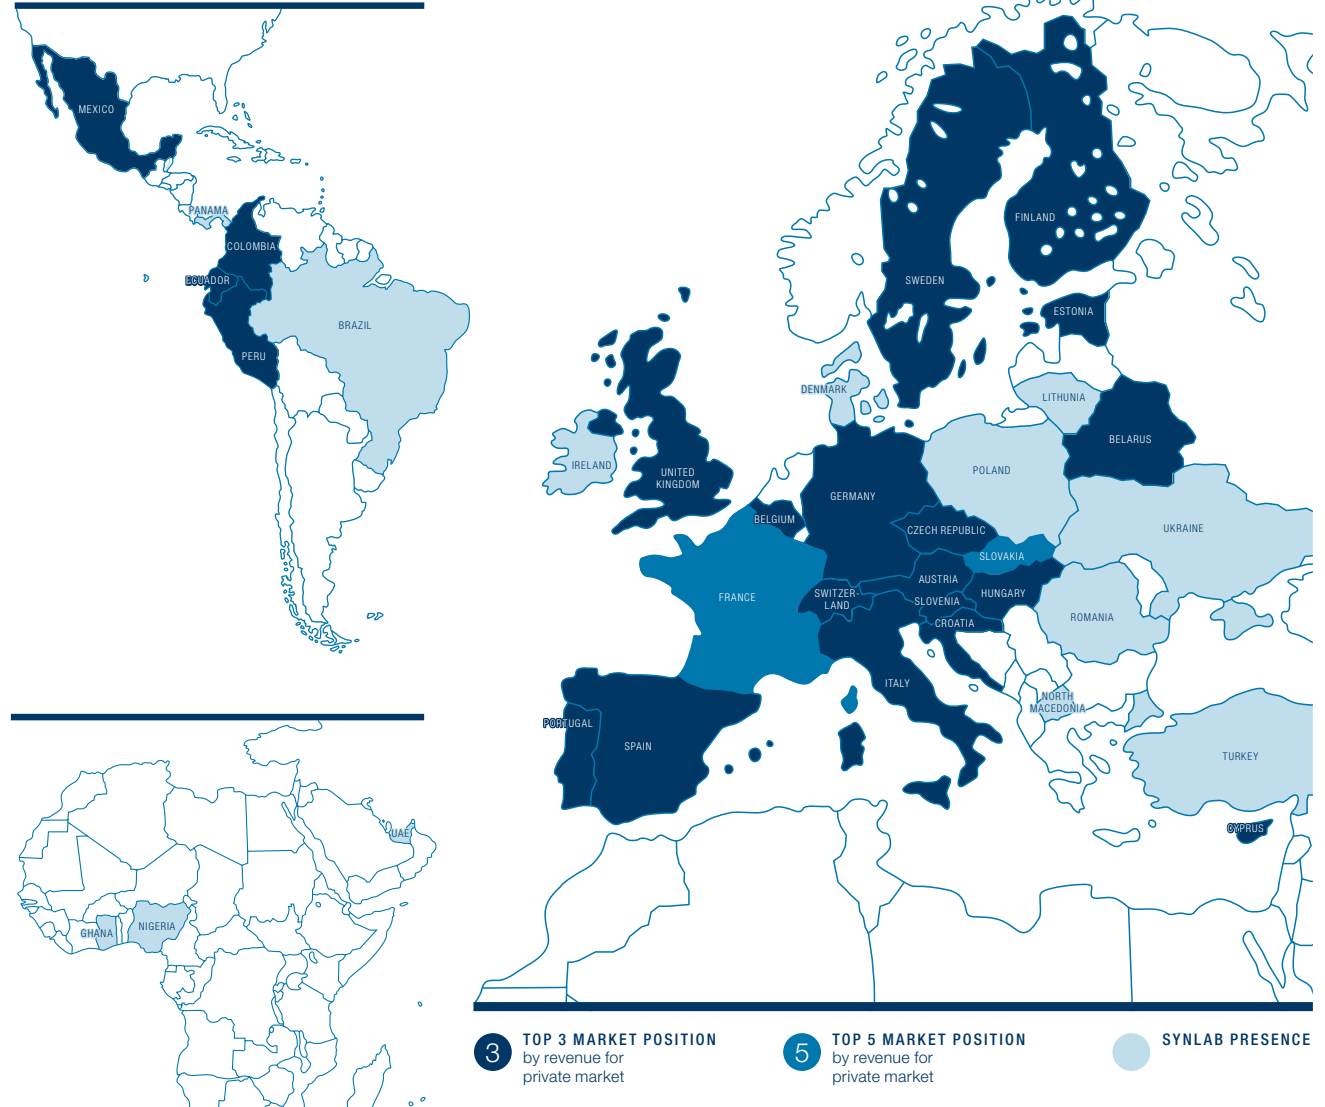 MEXICO
PANAMA
COLOMBIA
ECUADOR
BRAZIL
PERU
UAE
GHANA
NIGERIA
FINLAND
SWEDEN
ESTONIA
DENMARK
LITHUNIA
BELARUS
IRELAND
UNITED
KINGDOM
POLAND
GERMANY
BELGIUM
CZECH REPUBLIC
UKRAINE
SLOVAKIA
FRANCE
SWITZER-
LAND
AUSTRIA
SLOVENIA
HUNGARY
CROATIA
ROMANIA
ITALY
NORTH
MACEDONIA
PORTUGAL
SPAIN
TURKEY
CYPRUS
3
TOP 3 MARKET POSITION
by revenue for
private market
5
TOP 5 MARKET POSITION
by revenue for
private market
SYNLAB PRESENCE